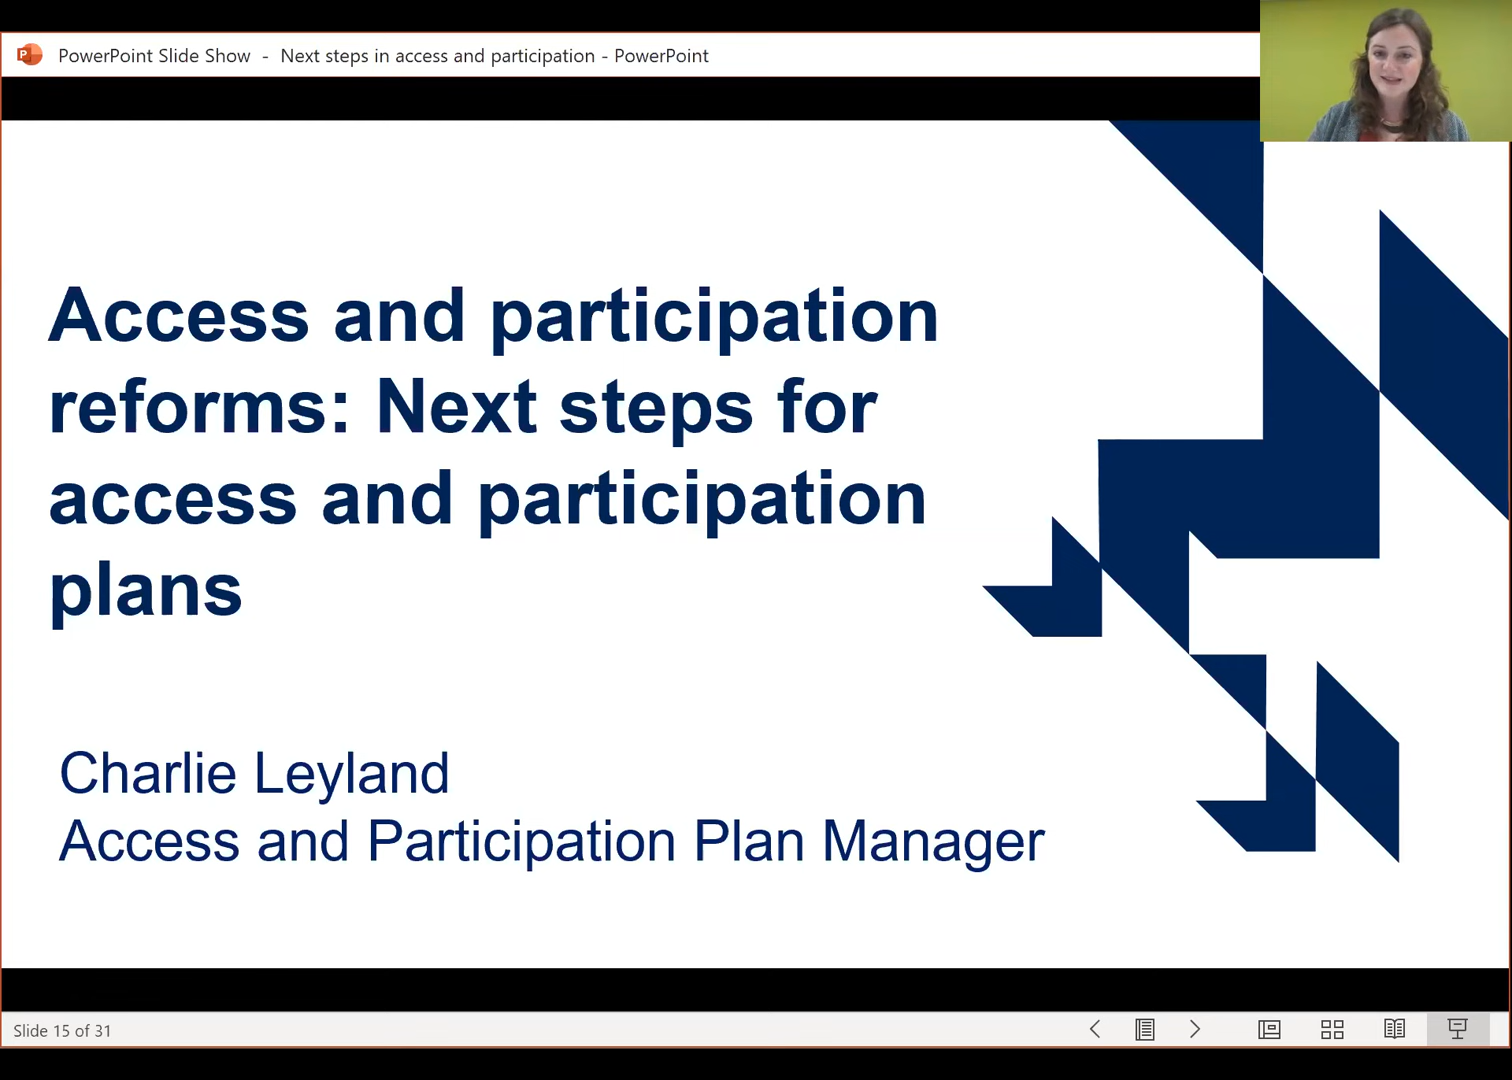 PowerPoint Slide Show - Next steps in access and participation - PowerPoint
Access and participation
reforms: Next steps for
access and participation
plans
Charlie Leyland
Access and Participation Plan Manager
Slide 15 of 31